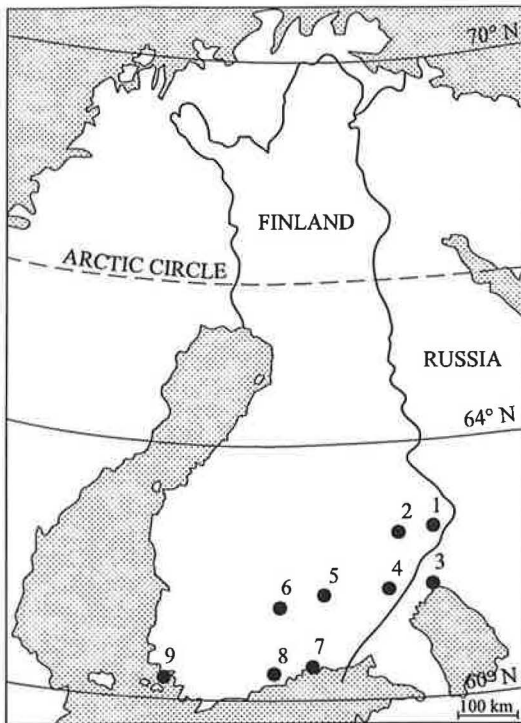 70° N
FINLAND
ARCTIC CIRCLE
RUSSIA
64° N
1
2
3
4
5
6
7
8
9
60° N
100 km